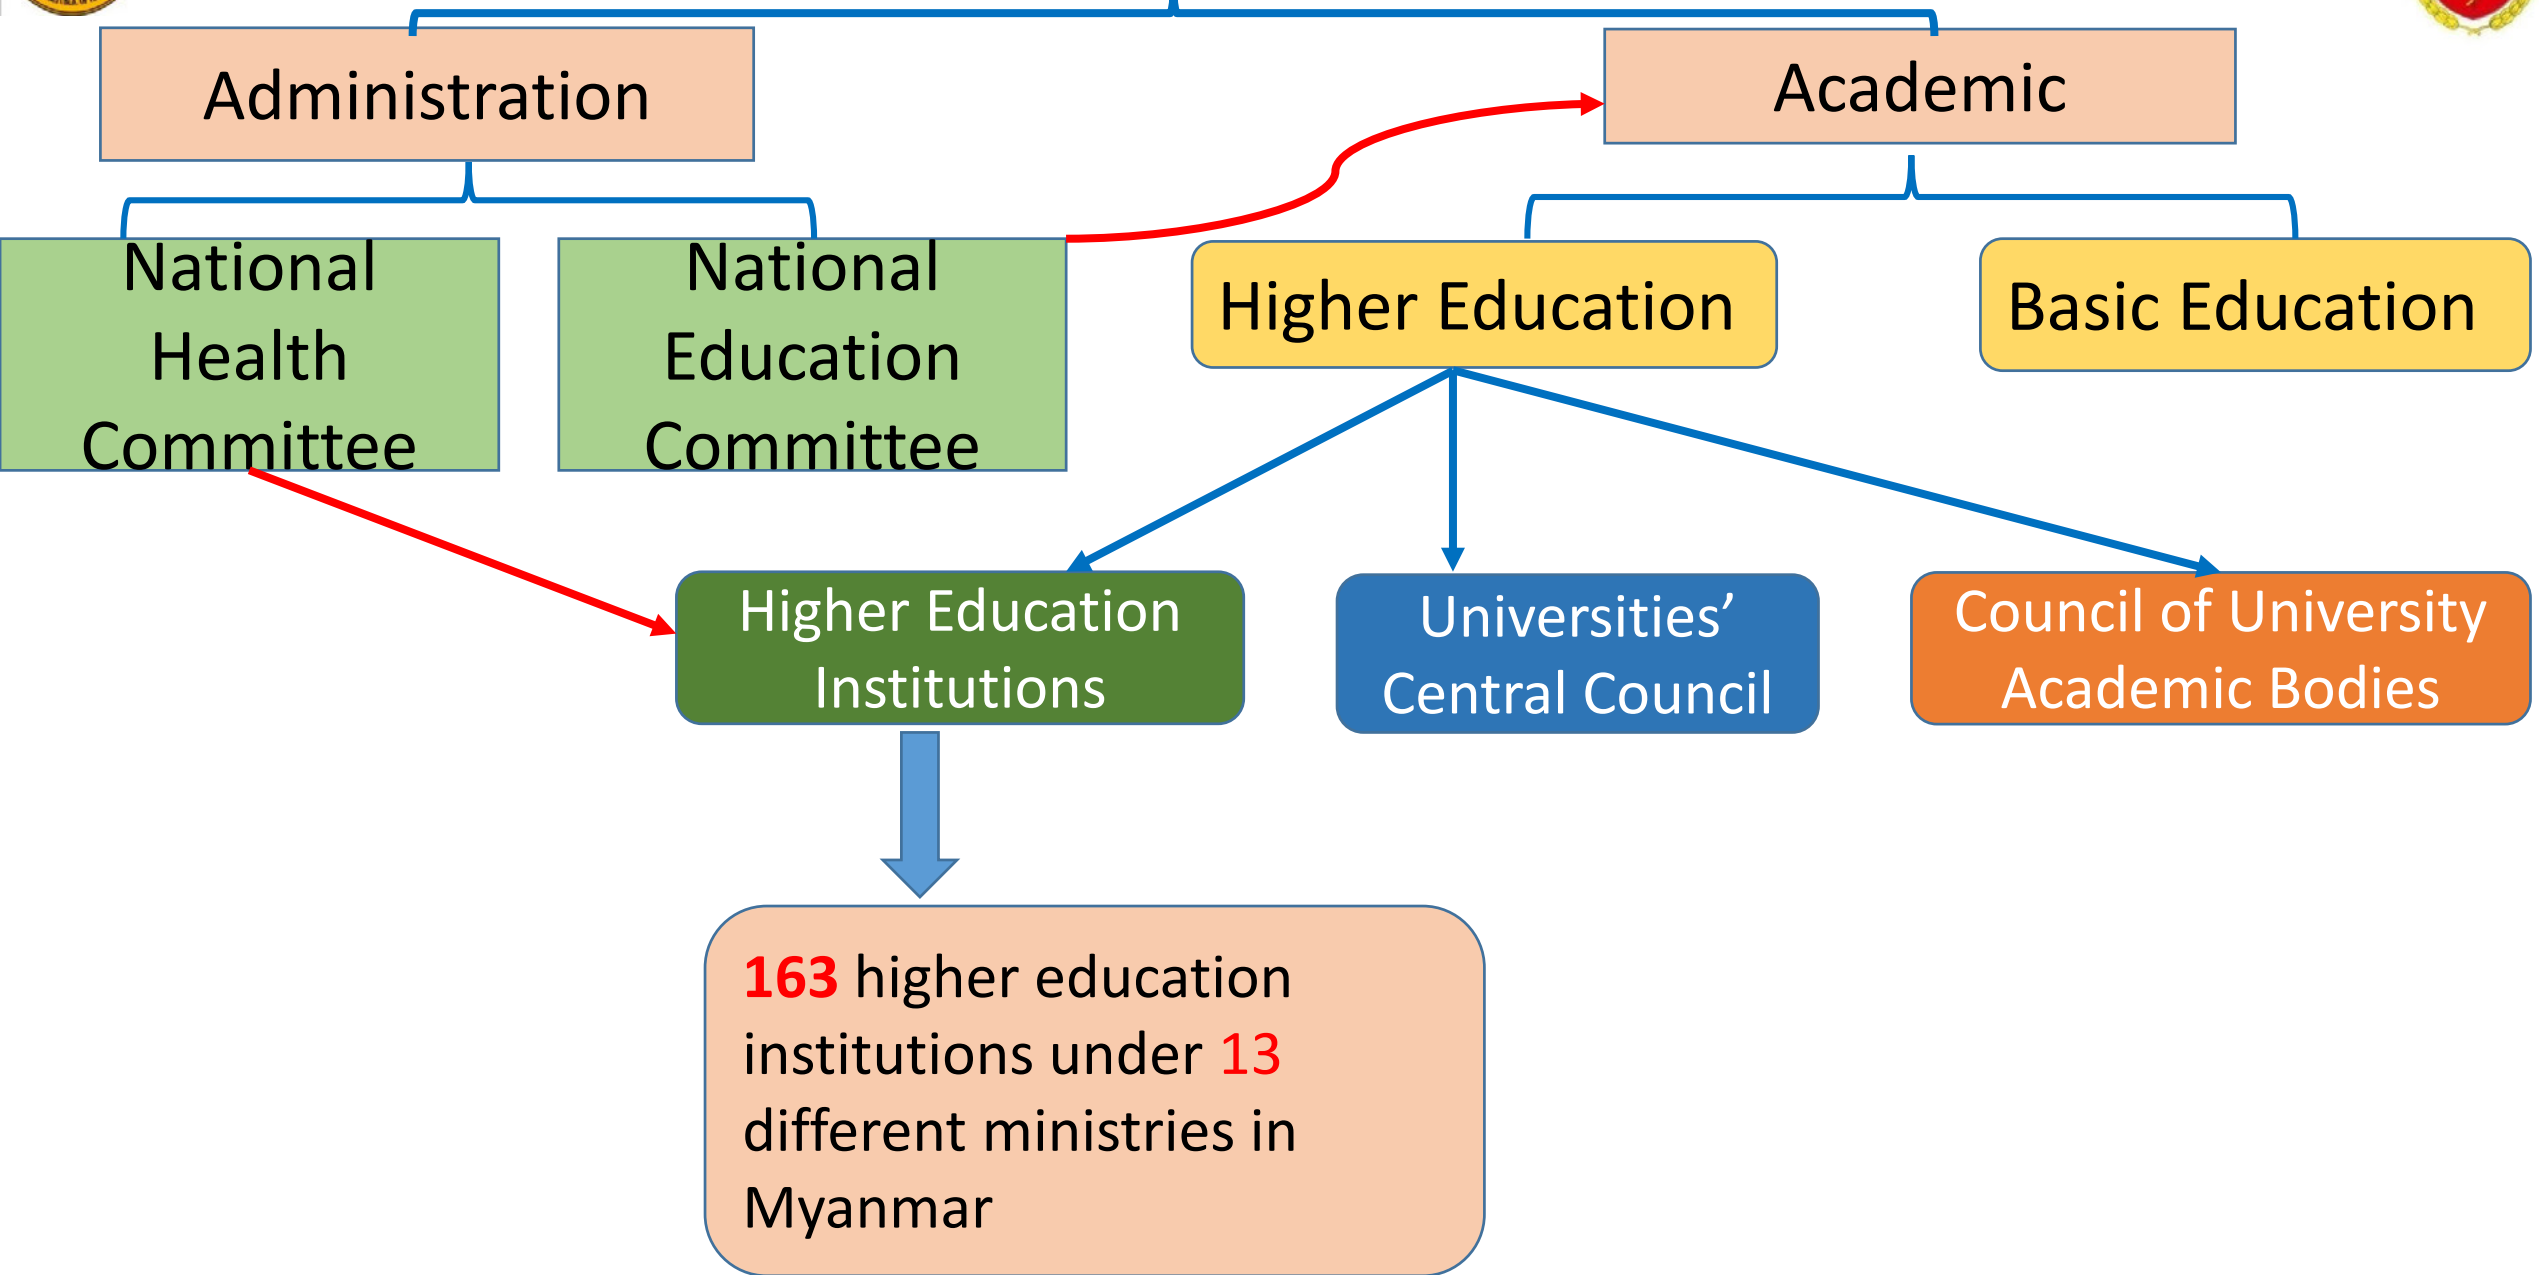 Administration
Academic
National
Health
Committee
National
Education
Committee
Higher Education
Basic Education
Higher Education
Institutions
Universities’
Central Council
Council of University
Academic Bodies
163 higher education
institutions under 13
different ministries in
Myanmar